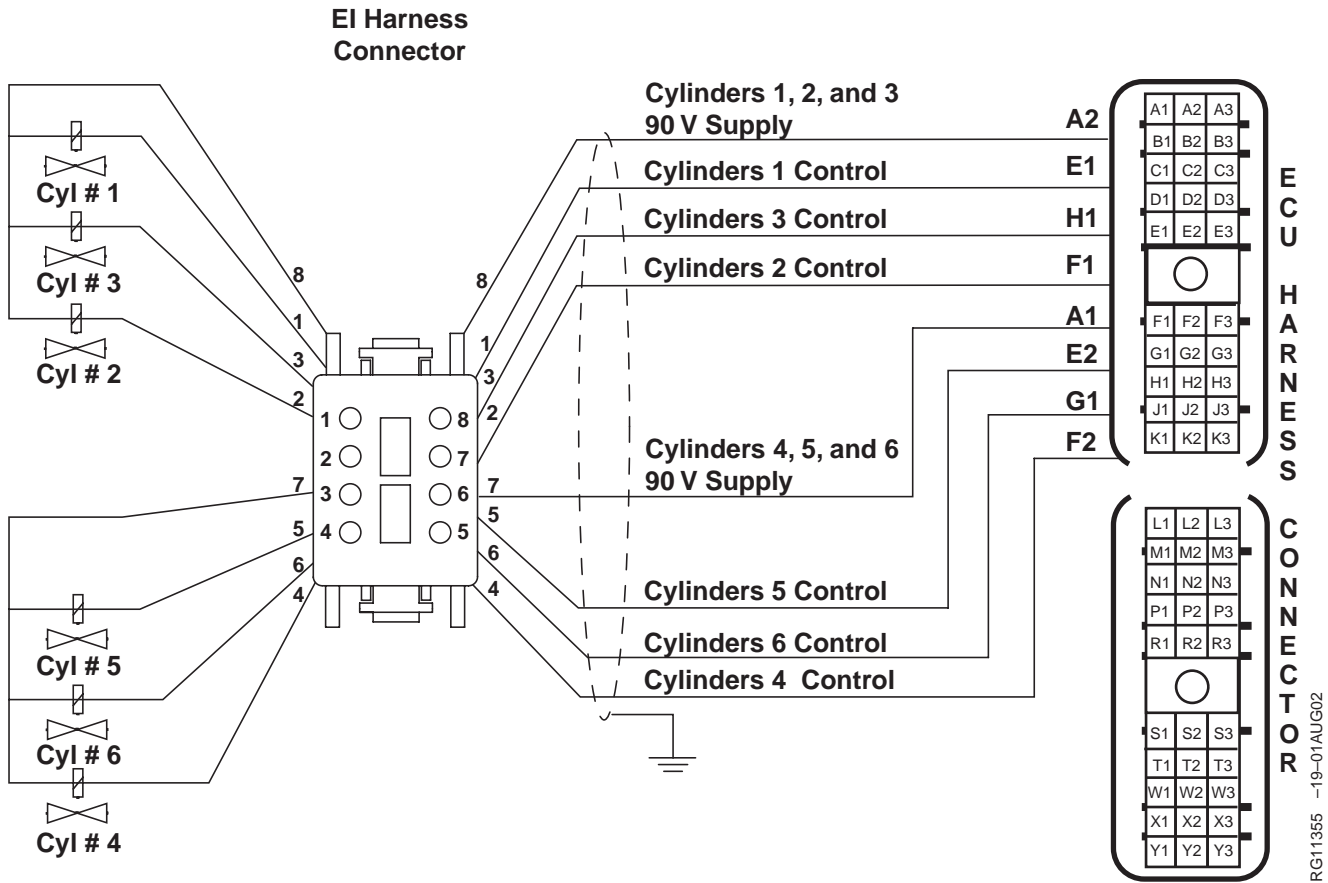 EI Harness
Connector
Cylinders 1, 2, and 3
90 V Supply
A2
Cylinders 1 Control
E1
Cylinders 3 Control
H1
Cylinders 2 Control
F1
A1
E2
G1
Cylinders 4, 5, and 6
90 V Supply
F2
Cylinders 5 Control
Cylinders 6 Control
Cylinders 4 Control
Cyl # 1
Cyl # 3
Cyl # 2
Cyl # 5
Cyl # 6
Cyl # 4
8
1
3
2
7
5
6
4
1 8
2 7
3 6
4 5
8
1
3
2
7
5
6
4
A1 A2 A3
B1 B2 B3
C1 C2 C3
D1 D2 D3
E1 E2 E3
F1 F2 F3
G1 G2 G3
H1 H2 H3
J1 J2 J3
K1 K2 K3
L1 L2 L3
M1 M2 M3
N1 N2 N3
P1 P2 P3
R1 R2 R3
S1 S2 S3
T1 T2 T3
W1 W2 W3
X1 X2 X3
Y1 Y2 Y3
ECU HARNESS CONNECTOR
RG11355 –19–01AUG02